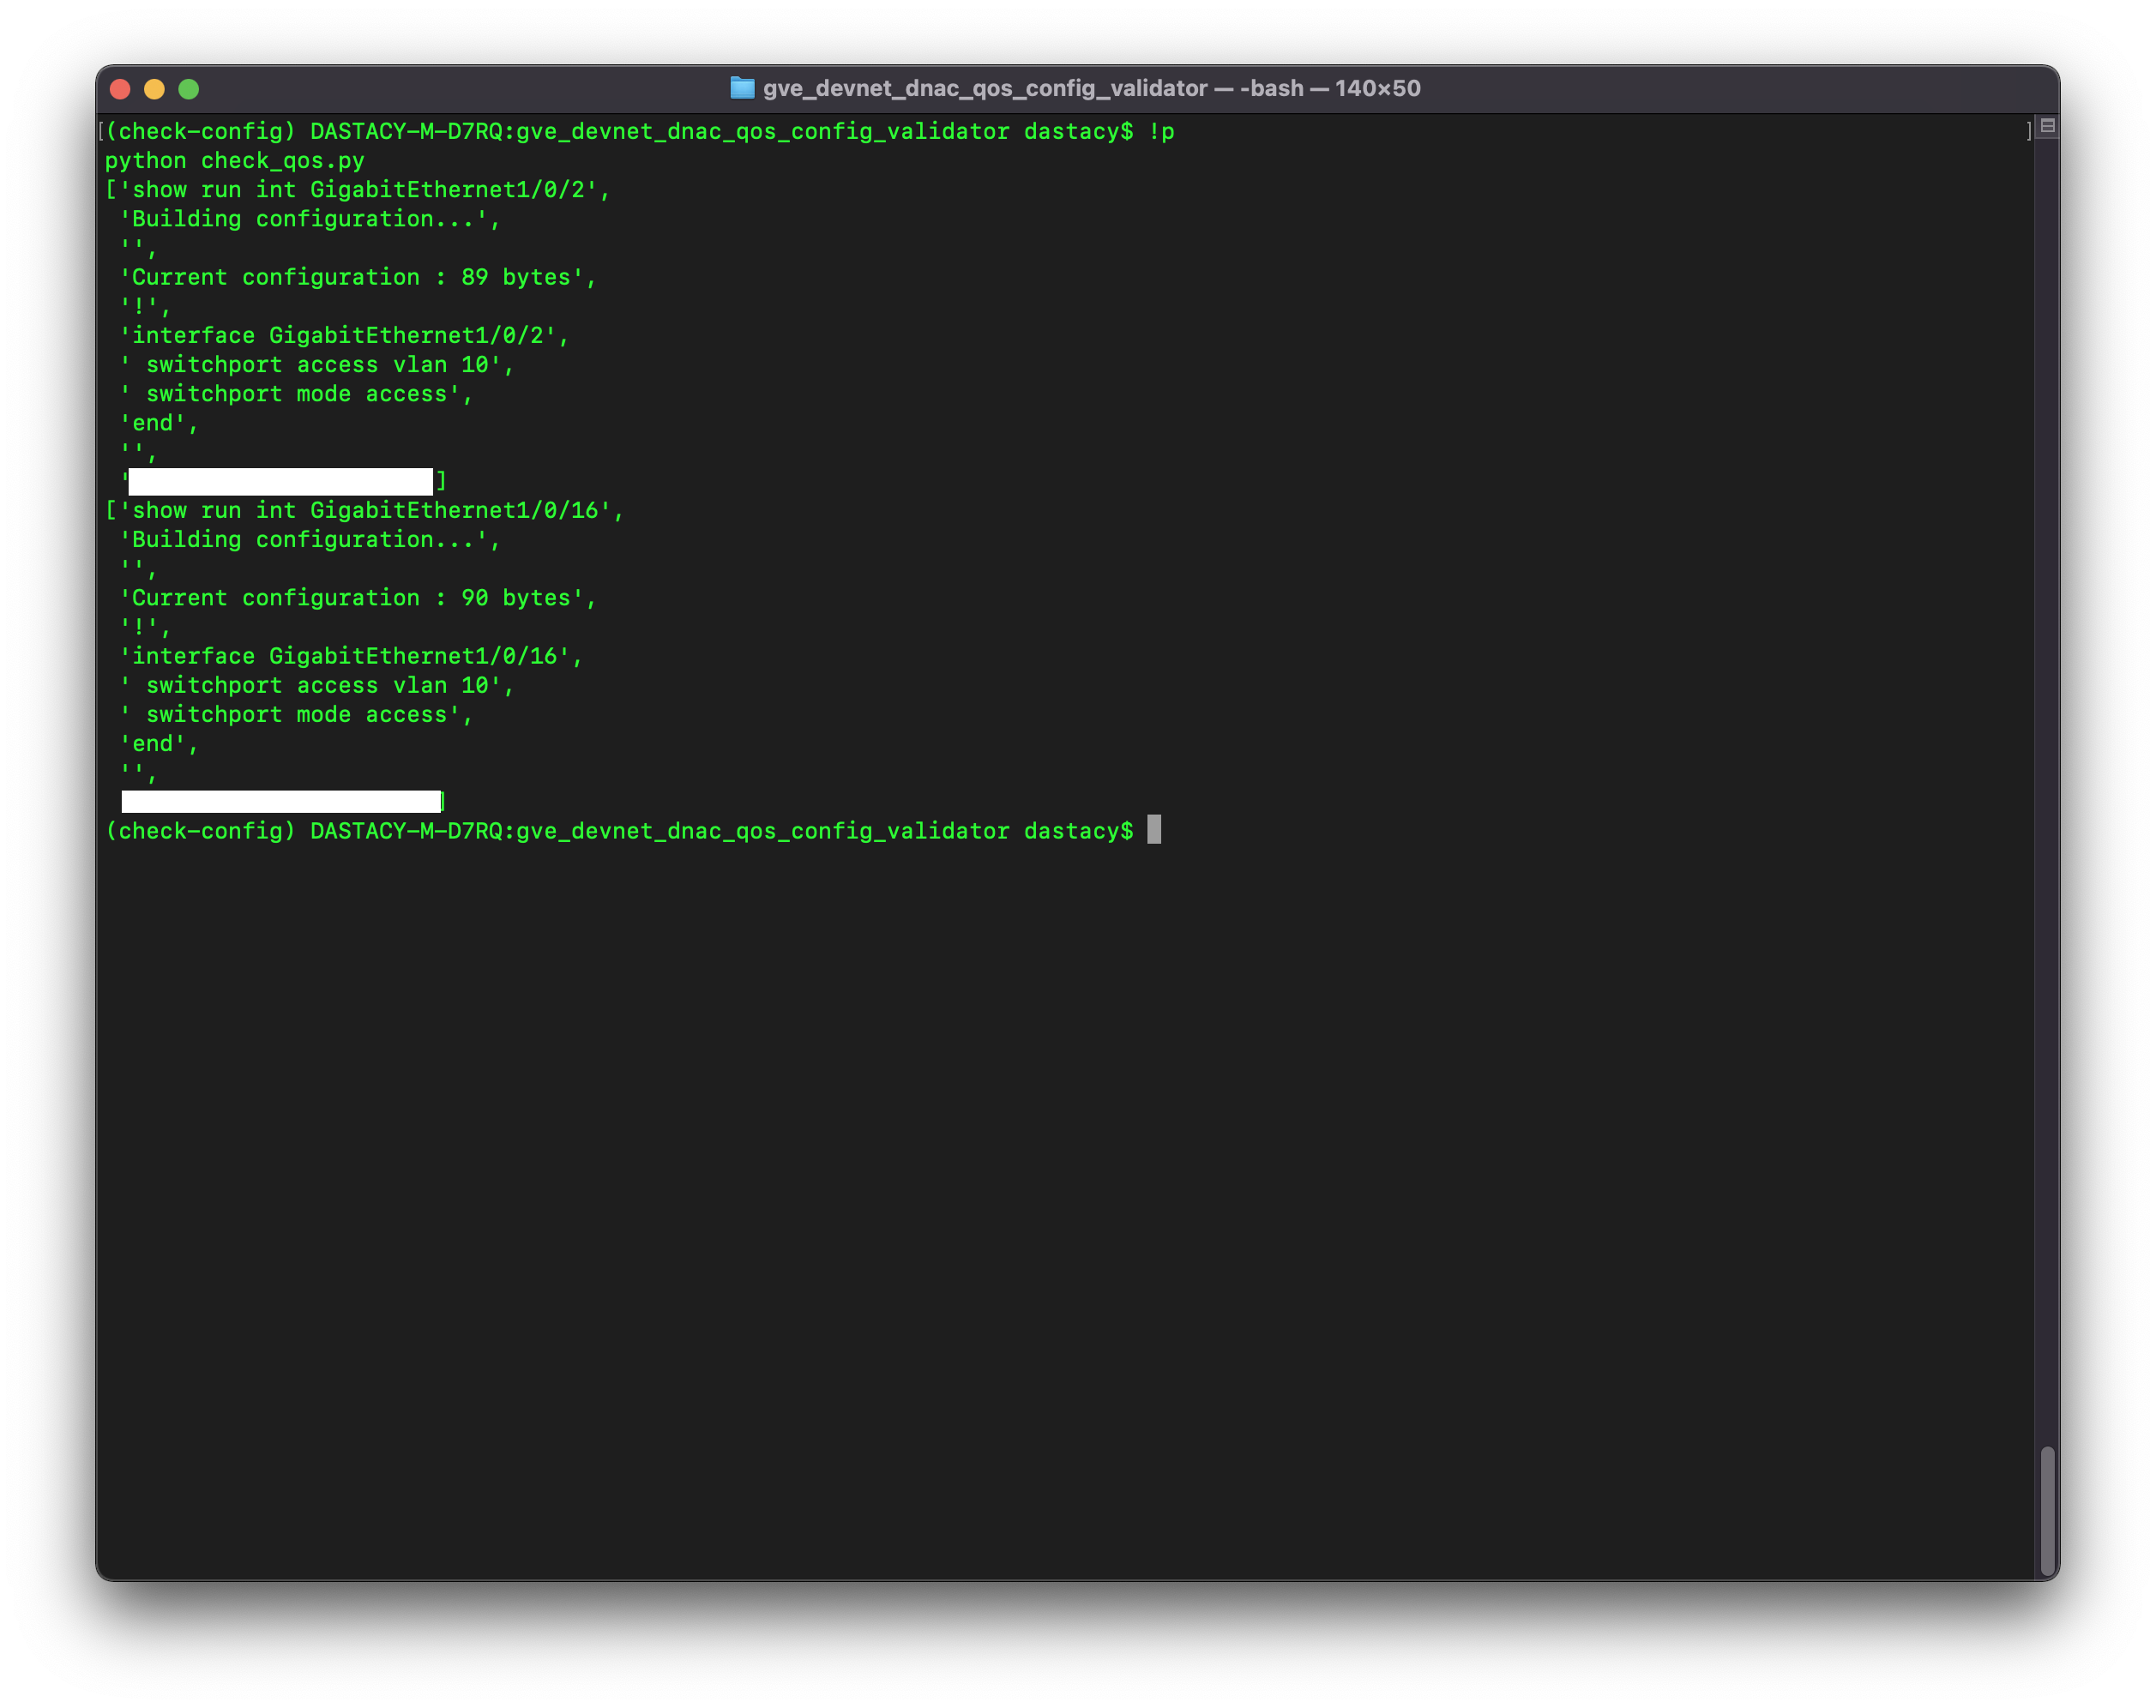 gve_devnet_dnac_qos_config_validator — -bash — 140×50
[(check-config) DASTACY-M-D7RQ:gve_devnet_dnac_qos_config_validator dastacy$ !p ]
python check_qos.py
['show run int GigabitEthernet1/0/2',
 'Building configuration...',
 '',
 'Current configuration : 89 bytes',
 '!',
 'interface GigabitEthernet1/0/2',
 ' switchport access vlan 10',
 ' switchport mode access',
 'end',
 '',
 ' ]
['show run int GigabitEthernet1/0/16',
 'Building configuration...',
 '',
 'Current configuration : 90 bytes',
 '!',
 'interface GigabitEthernet1/0/16',
 ' switchport access vlan 10',
 ' switchport mode access',
 'end',
 '',
 ]
(check-config) DASTACY-M-D7RQ:gve_devnet_dnac_qos_config_validator dastacy$